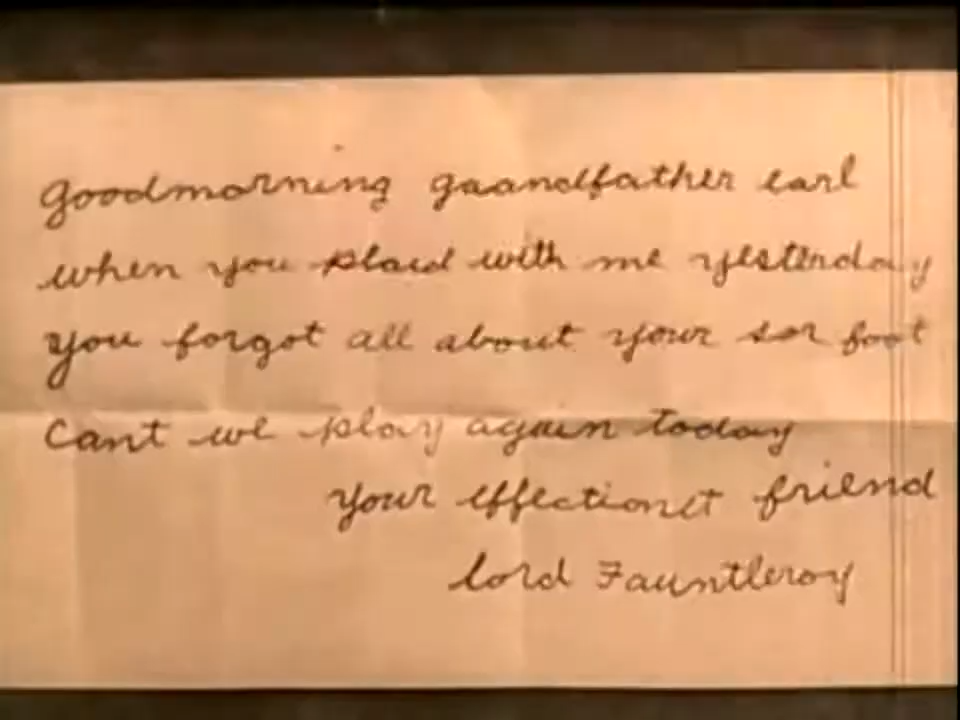 Goodmorning gaandfather earl
when you plaid with me yesterday
you forgot all about your sor foot
Cant we play again today
your effectionet friend
lord Fauntleroy